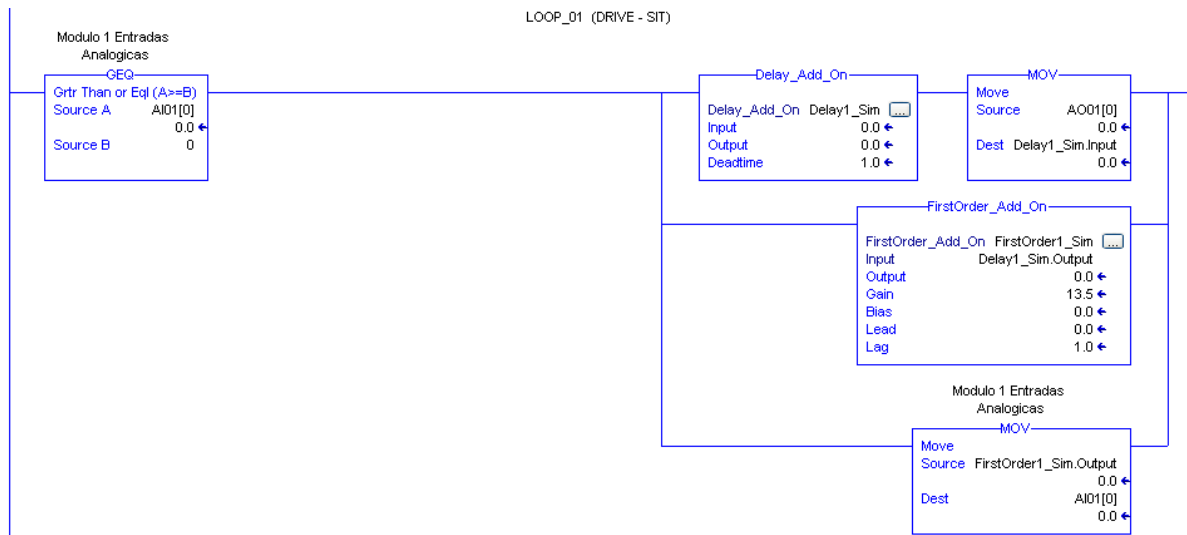 LOOP_01 (DRIVE - SIT)
Modulo 1 Entradas
Analogicas
GEQ
Grtr Than or Eql (A>=B)
Source A AI01[0]
0.0
Source B 0
Delay_Add_On
Delay_Add_On Delay1_Sim ...
Input 0.0
Output 0.0
Deadtime 1.0
MOV
Move
Source AO01[0]
0.0
Dest Delay1_Sim.Input
0.0
FirstOrder_Add_On
FirstOrder_Add_On FirstOrder1_Sim ...
Input Delay1_Sim.Output
Output 0.0
Gain 13.5
Bias 0.0
Lead 0.0
Lag 1.0
Modulo 1 Entradas
Analogicas
MOV
Move
Source FirstOrder1_Sim.Output
0.0
Dest AI01[0]
0.0